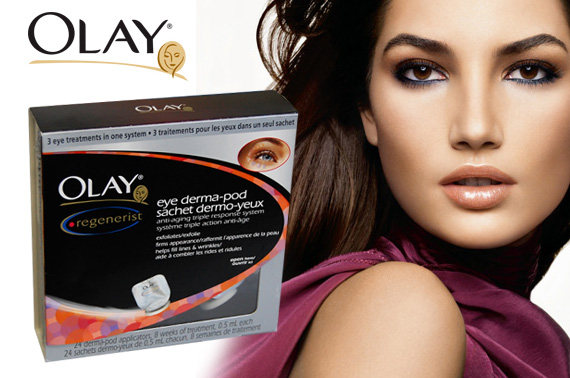 OLAY®
OLAY®
3 eye treatments in one system • 3 traitements pour les yeux dans un seul sachet
OLAY®
regenerist
eye derma-pod
sachet dermo-yeux
anti-aging triple response system
système triple action anti-âge
exfoliates/exfolie
firms appearance/raffermit l'apparence de la peau
helps fill lines & wrinkles/
aide à combler les rides et ridules
24 derma-pod applicators, 8 weeks of treatment, 0.5 mL each
24 sachets dermo-yeux de 0,5 mL chacun, 8 semaines de traitement